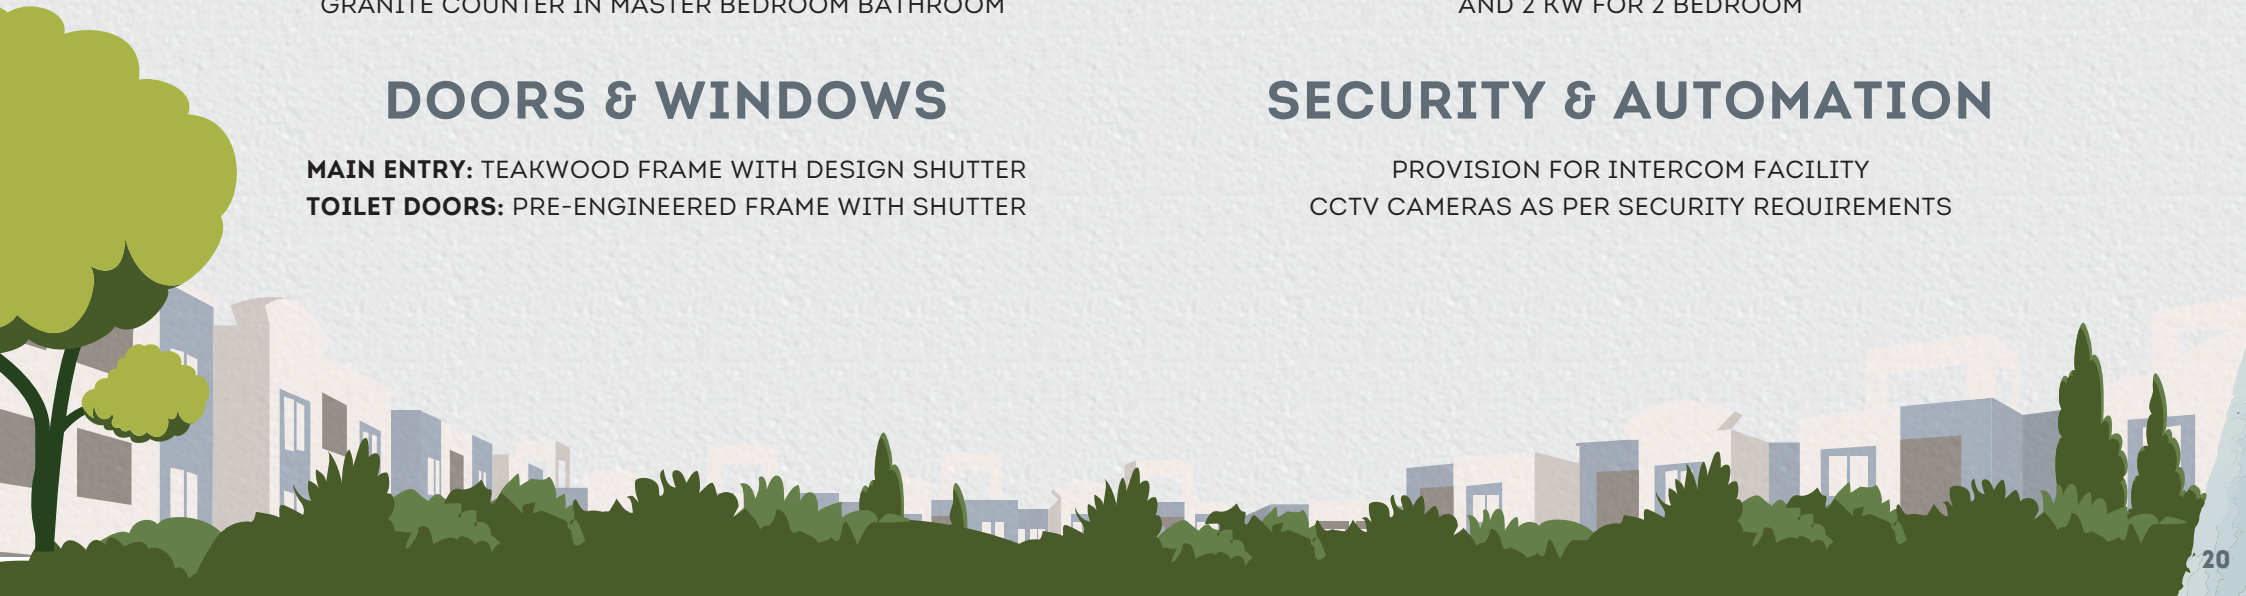 GRANITE COUNTER IN MASTER BEDROOM BATHROOM
DOORS & WINDOWS
MAIN ENTRY: TEAKWOOD FRAME WITH DESIGN SHUTTER
TOILET DOORS: PRE-ENGINEERED FRAME WITH SHUTTER
AND 2 KW FOR 2 BEDROOM
SECURITY & AUTOMATION
PROVISION FOR INTERCOM FACILITY
CCTV CAMERAS AS PER SECURITY REQUIREMENTS
20